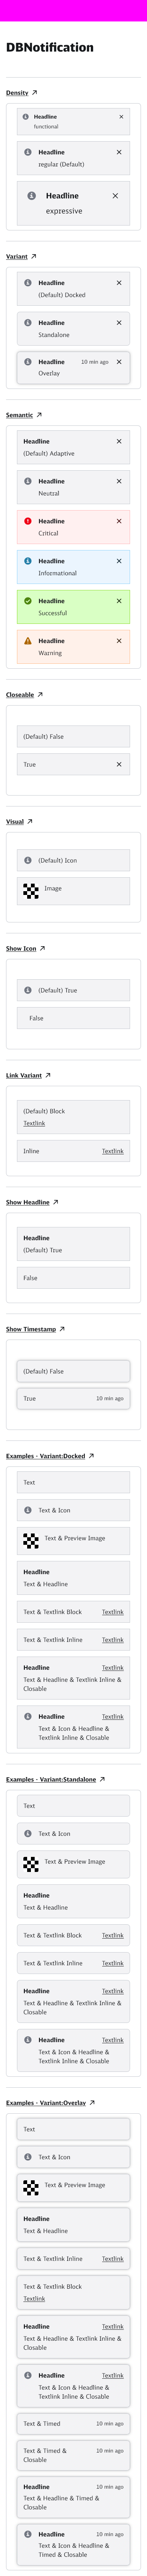 DBNotification
Density
Headline
functional
Headline
regular (Default)
Headline
expressive
Variant
Headline
(Default) Docked
Headline
Standalone
Headline 10 min ago
Overlay
Semantic
Headline
(Default) Adaptive
Headline
Neutral
Headline
Critical
Headline
Informational
Headline
Successful
Headline
Warning
Closeable
(Default) False
True
Visual
(Default) Icon
Image
Show Icon
(Default) True
False
Link Variant
(Default) Block
Textlink
Inline Textlink
Show Headline
Headline
(Default) True
False
Show Timestamp
(Default) False
True 10 min ago
Examples - Variant:Docked
Text
Text & Icon
Text & Preview Image
Headline
Text & Headline
Text & Textlink Block Textlink
Text & Textlink Inline Textlink
Headline Textlink
Text & Headline & Textlink Inline &
Closable
Headline Textlink
Text & Icon & Headline &
Textlink Inline & Closable
Examples - Variant:Standalone
Text
Text & Icon
Text & Preview Image
Headline
Text & Headline
Text & Textlink Block Textlink
Text & Textlink Inline Textlink
Headline Textlink
Text & Headline & Textlink Inline &
Closable
Headline Textlink
Text & Icon & Headline &
Textlink Inline & Closable
Examples - Variant:Overlay
Text
Text & Icon
Text & Preview Image
Headline
Text & Headline
Text & Textlink Inline Textlink
Text & Textlink Block
Textlink
Headline Textlink
Text & Headline & Textlink Inline &
Closable
Headline Textlink
Text & Icon & Headline &
Textlink Inline & Closable
Text & Timed 10 min ago
Text & Timed & 10 min ago
Closable
Headline 10 min ago
Text & Headline & Timed &
Closable
Headline 10 min ago
Text & Icon & Headline &
Timed & Closable